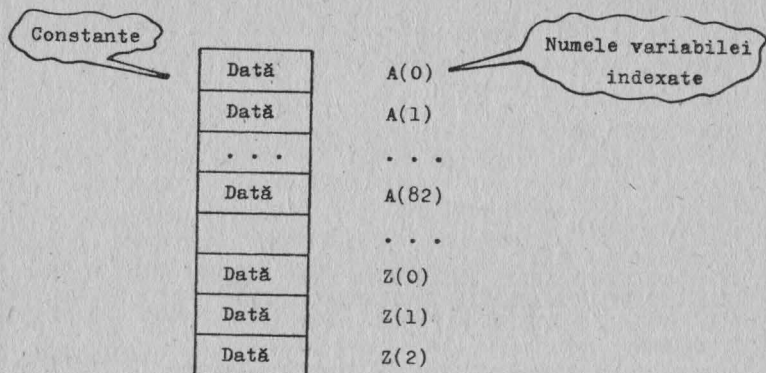 Constante
Numele variabilei
indexate
Dată A(0)
Dată A(1)
. . . . . .
Dată A(82)
. . .
Dată Z(0)
Dată Z(1)
Dată Z(2)